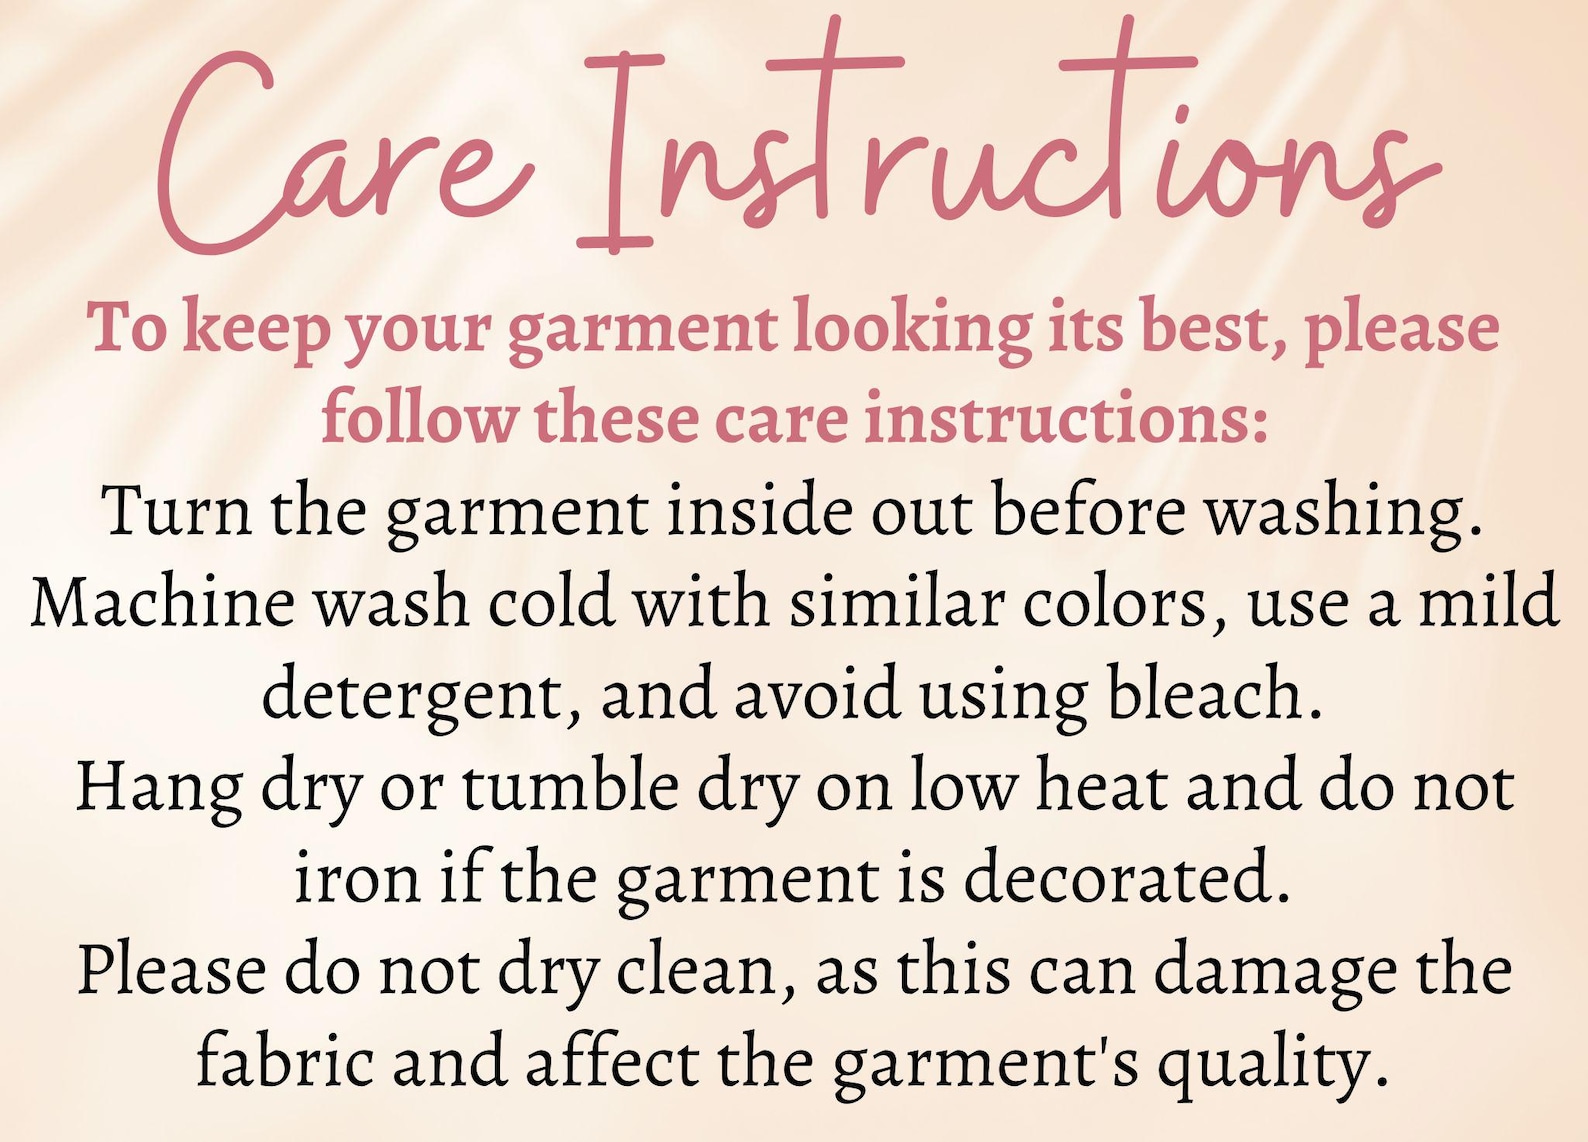 Care Instructions
To keep your garment looking its best, please
follow these care instructions:
Turn the garment inside out before washing.
Machine wash cold with similar colors, use a mild
detergent, and avoid using bleach.
Hang dry or tumble dry on low heat and do not
iron if the garment is decorated.
Please do not dry clean, as this can damage the
fabric and affect the garment's quality.